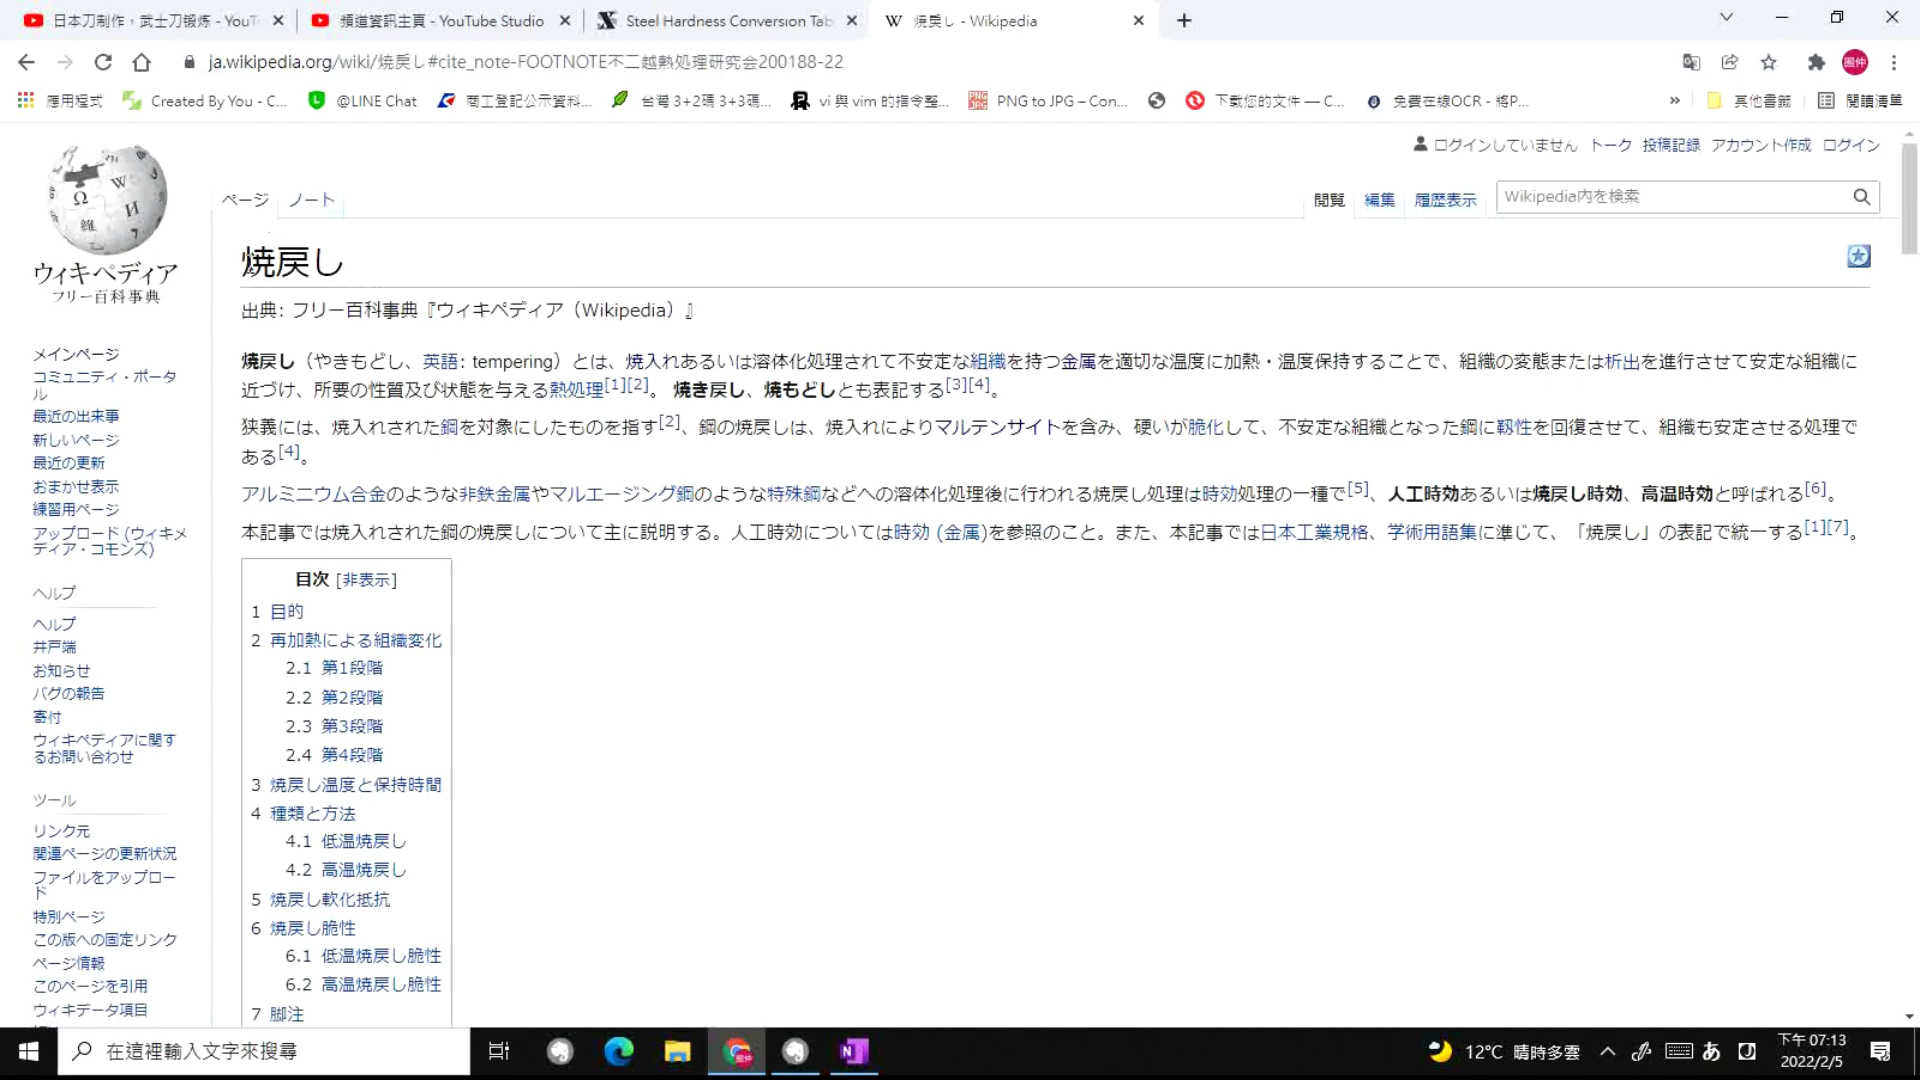 日本刀制作，武士刀锻炼 - YouT
頻道資訊主頁 - YouTube Studio
Steel Hardness Conversion Tab
焼戻し - Wikipedia
ja.wikipedia.org/wiki/焼戻し#cite_note-FOOTNOTE不二越熱処理研究会200188-22
應用程式
Created By You - C...
@LINE Chat
商工登記公示資料...
台灣 3+2碼 3+3碼...
vi 與 vim 的指令整...
PNG to JPG – Con...
下載您的文件 — C...
免費在線OCR - 將P...
»
其他書籤
閱讀清單
ログインしていません トーク 投稿記録 アカウント作成 ログイン
ページ ノート
閲覧 編集 履歴表示
Wikipedia内を検索
ウィキペディア
フリー百科事典
焼戻し
出典: フリー百科事典『ウィキペディア（Wikipedia）』
焼戻し（やきもどし、英語: tempering）とは、焼入れあるいは溶体化処理されて不安定な組織を持つ金属を適切な温度に加熱・温度保持することで、組織の変態または析出を進行させて安定な組織に
近づけ、所要の性質及び状態を与える熱処理[1][2]。 焼き戻し、焼もどしとも表記する[3][4]。
狭義には、焼入れされた鋼を対象にしたものを指す[2]、鋼の焼戻しは、焼入れによりマルテンサイトを含み、硬いが脆化して、不安定な組織となった鋼に靱性を回復させて、組織も安定させる処理で
ある[4]。
アルミニウム合金のような非鉄金属やマルエージング鋼のような特殊鋼などへの溶体化処理後に行われる焼戻し処理は時効処理の一種で[5]、人工時効あるいは焼戻し時効、高温時効と呼ばれる[6]。
本記事では焼入れされた鋼の焼戻しについて主に説明する。人工時効については時効 (金属)を参照のこと。また、本記事では日本工業規格、学術用語集に準じて、「焼戻し」の表記で統一する[1][7]。
目次 [非表示]
1 目的
2 再加熱による組織変化
2.1 第1段階
2.2 第2段階
2.3 第3段階
2.4 第4段階
3 焼戻し温度と保持時間
4 種類と方法
4.1 低温焼戻し
4.2 高温焼戻し
5 焼戻し軟化抵抗
6 焼戻し脆性
6.1 低温焼戻し脆性
6.2 高温焼戻し脆性
7 脚注
メインページ
コミュニティ・ポータ
ル
最近の出来事
新しいページ
最近の更新
おまかせ表示
練習用ページ
アップロード (ウィキメ
ディア・コモンズ)
ヘルプ
ヘルプ
井戸端
お知らせ
バグの報告
寄付
ウィキペディアに関す
るお問い合わせ
ツール
リンク元
関連ページの更新状況
ファイルをアップロー
ド
特別ページ
この版への固定リンク
ページ情報
このページを引用
ウィキデータ項目
在這裡輸入文字來搜尋
12°C 晴時多雲
あ
下午 07:13
2022/2/5